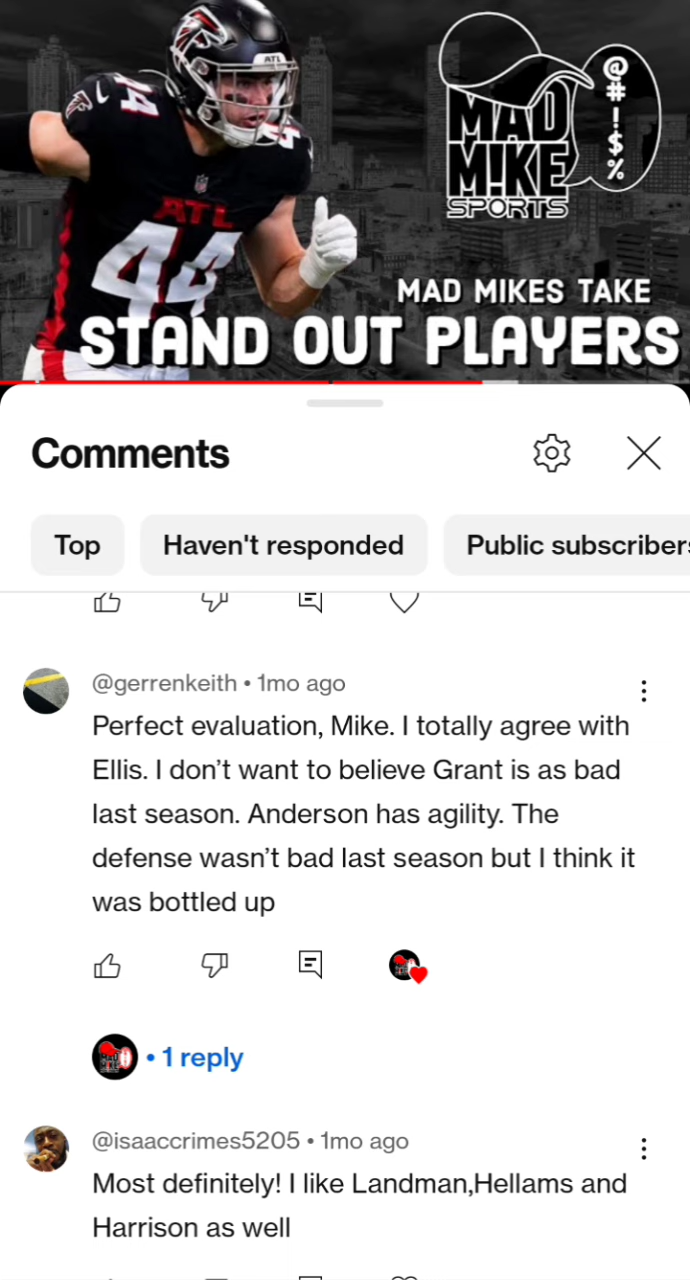 ATL
44
ATL
44
@
#
!
$
%
MAD
M!KE
SPORTS
MAD MIKES TAKE
STAND OUT PLAYERS
Comments
Top
Haven't responded
Public subscribers
@gerrenkeith • 1mo ago
Perfect evaluation, Mike. I totally agree with
Ellis. I don’t want to believe Grant is as bad
last season. Anderson has agility. The
defense wasn’t bad last season but I think it
was bottled up
• 1 reply
@isaaccrimes5205 • 1mo ago
Most definitely! I like Landman,Hellams and
Harrison as well